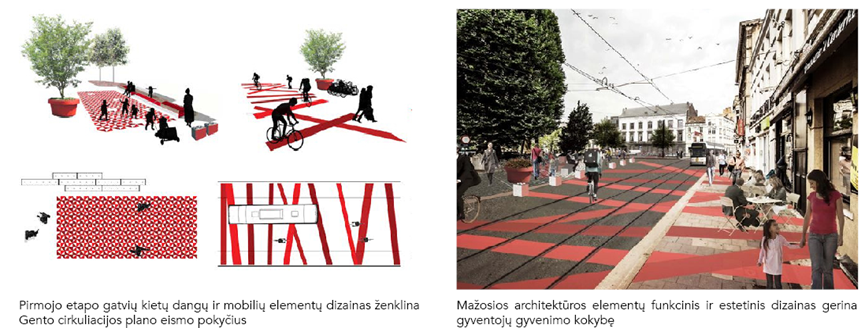 Pirmojo etapo gatvių kietų dangų ir mobilių elementų dizainas ženklina
Gento cirkuliacijos plano eismo pokyčius
Mažosios architektūros elementų funkcinis ir estetinis dizainas gerina
gyventojų gyvenimo kokybę